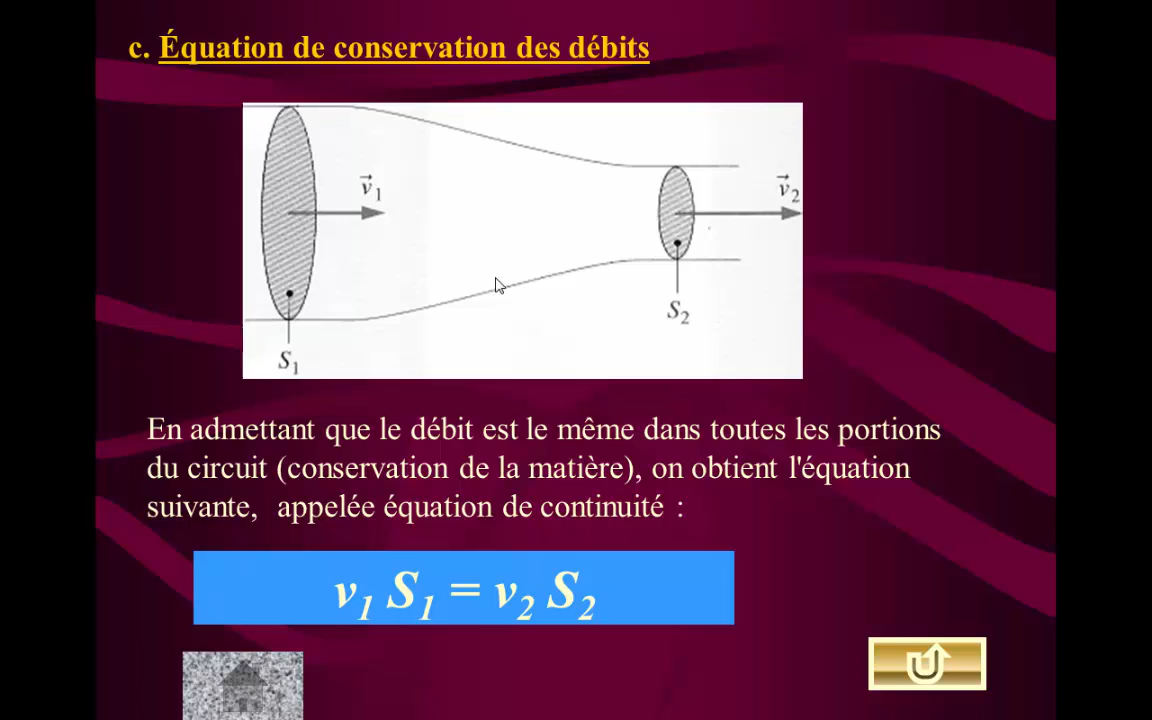 c. Équation de conservation des débits
v⃗₁
v⃗₂
S₂
S₁
En admettant que le débit est le même dans toutes les portions
du circuit (conservation de la matière), on obtient l'équation
suivante, appelée équation de continuité :
v₁ S₁ = v₂ S₂